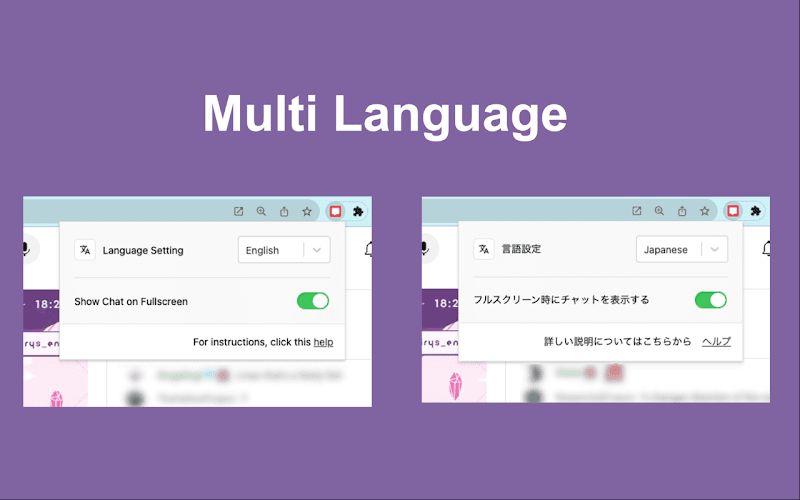 Multi Language
Language Setting
English
Show Chat on Fullscreen
For instructions, click this help
18:2
rys_en
言語設定
Japanese
フルスクリーン時にチャットを表示する
詳しい説明についてはこちらから ヘルプ
18:2
arys_en